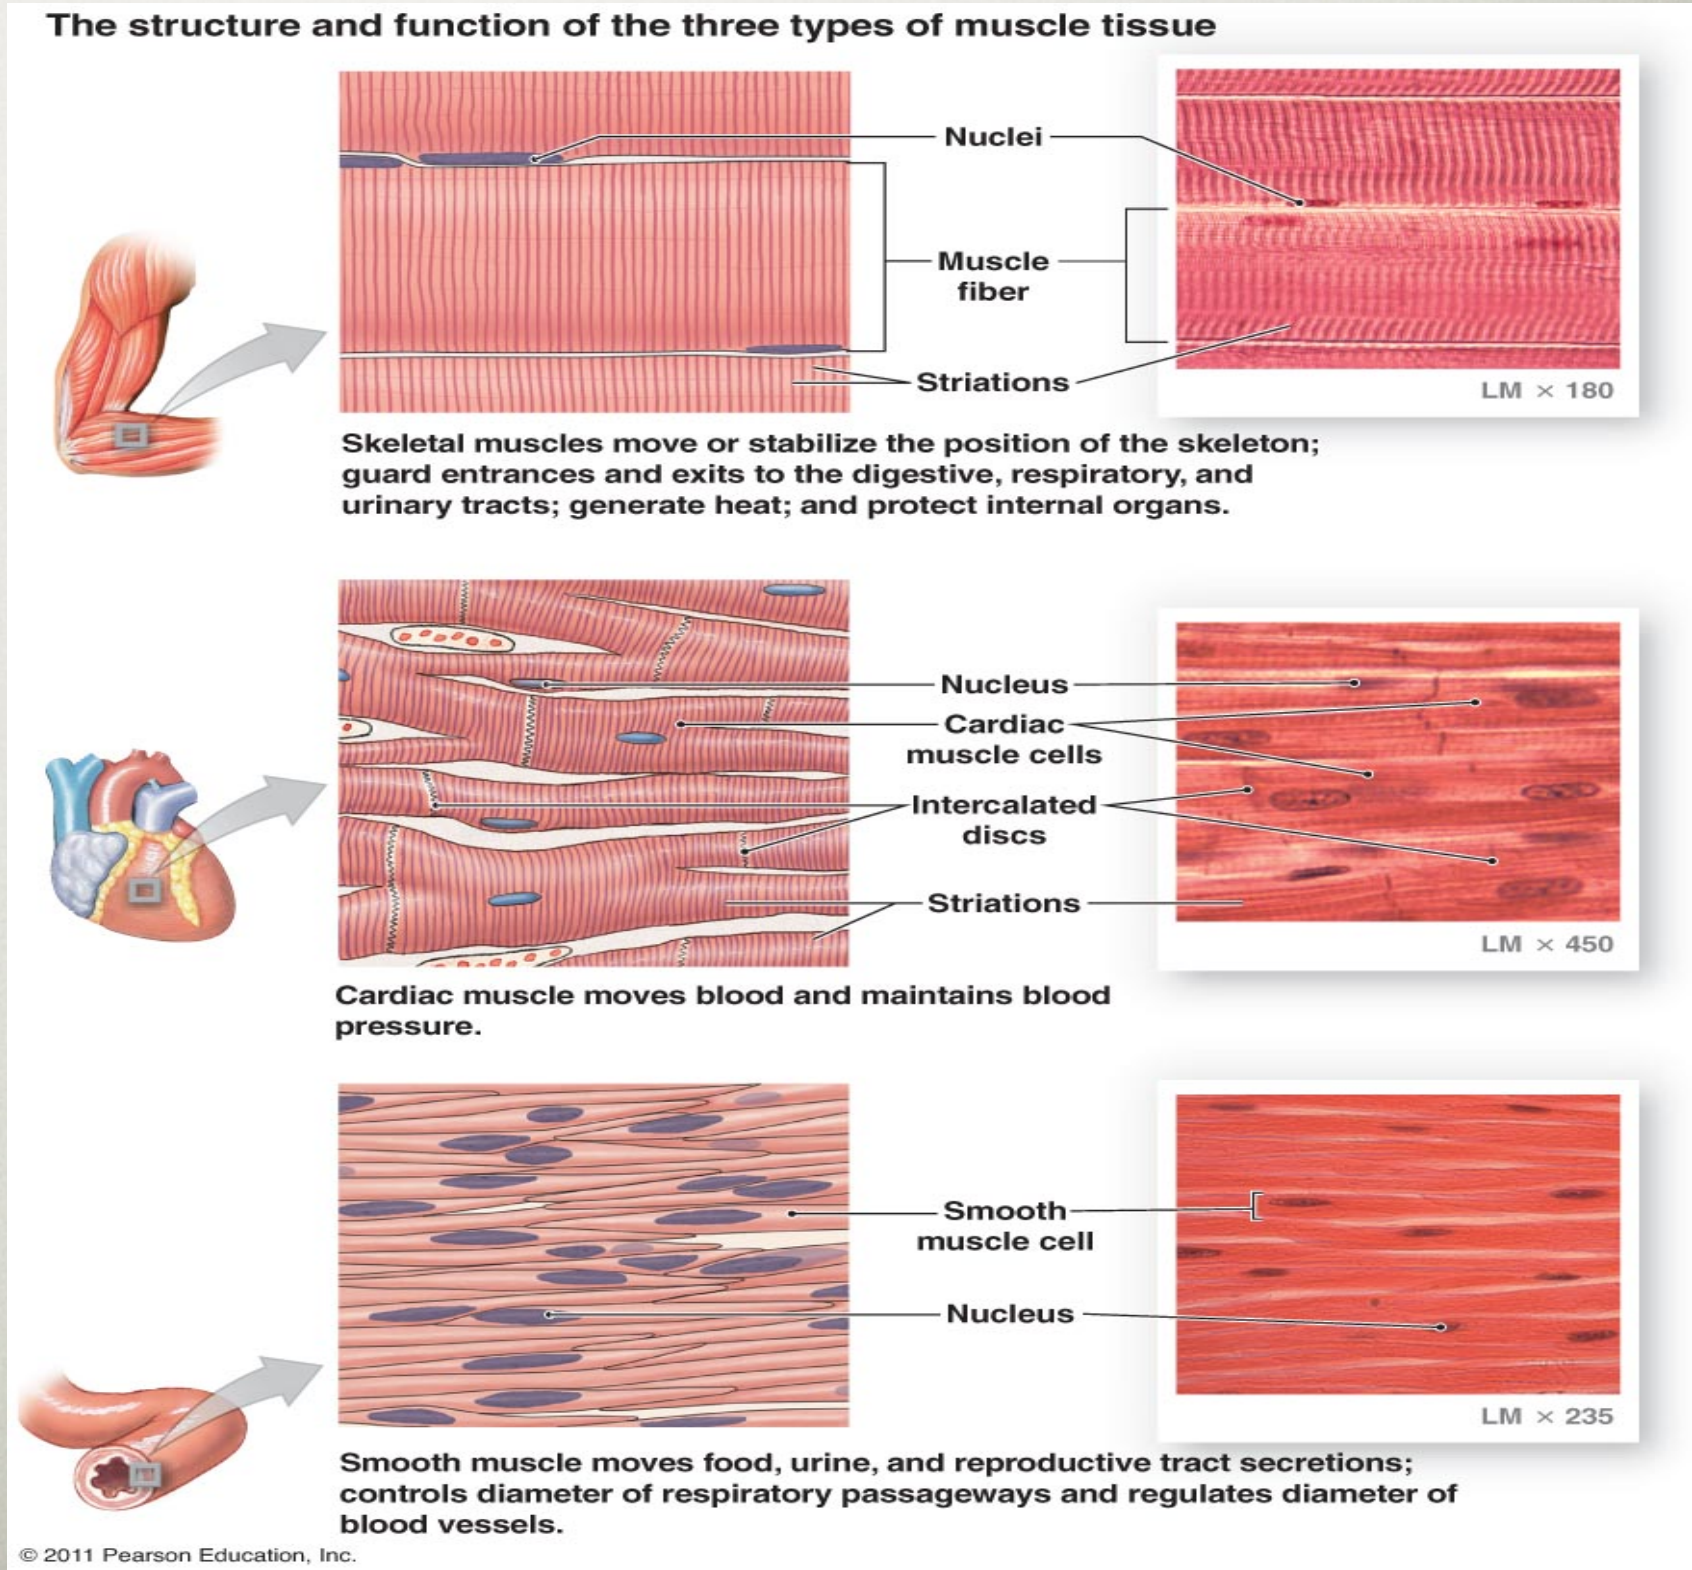 The structure and function of the three types of muscle tissue
Nuclei
Muscle
fiber
Striations
LM × 180
Skeletal muscles move or stabilize the position of the skeleton;
guard entrances and exits to the digestive, respiratory, and
urinary tracts; generate heat; and protect internal organs.
Nucleus
Cardiac
muscle cells
Intercalated
discs
Striations
LM × 450
Cardiac muscle moves blood and maintains blood
pressure.
Smooth
muscle cell
Nucleus
LM × 235
Smooth muscle moves food, urine, and reproductive tract secretions;
controls diameter of respiratory passageways and regulates diameter of
blood vessels.
© 2011 Pearson Education, Inc.